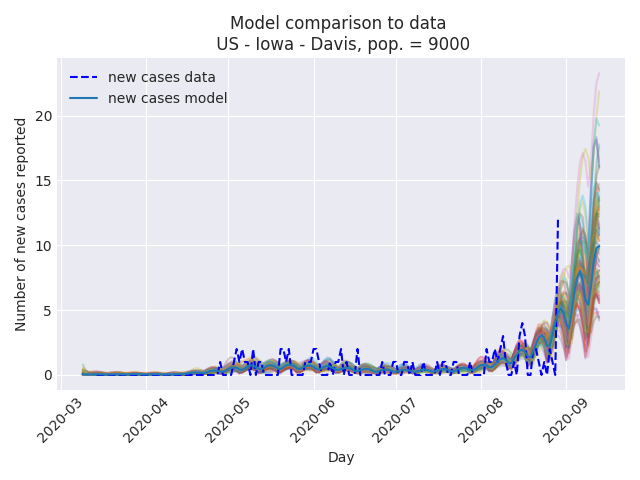 Model comparison to data
US - Iowa - Davis, pop. = 9000
new cases data
new cases model
Number of new cases reported
20
15
10
5
0
2020-03
2020-04
2020-05
2020-06
2020-07
2020-08
2020-09
Day